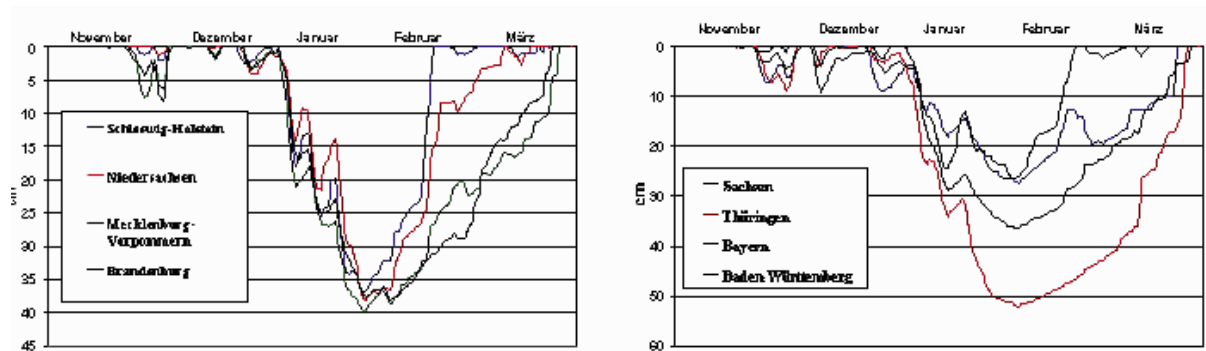 November Dezember Januar Februar März
0
5
10
15
20
25
30
35
40
45
cm
Schleswig-Holstein
Niedersachsen
Mecklenburg-
Vorpommern
Brandenburg
November Dezember Januar Februar März
0
10
20
30
40
50
60
cm
Sachsen
Thüringen
Bayern
Baden Württemberg